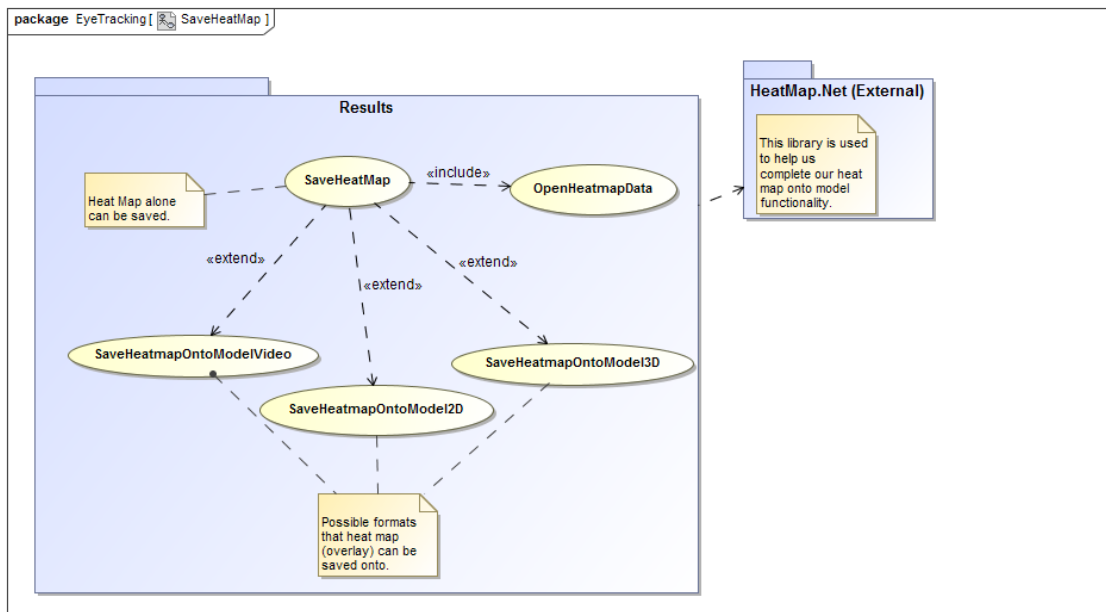 package EyeTracking [ SaveHeatMap ]
Results
HeatMap.Net (External)
This library is used
to help us
complete our heat
map onto model
functionality.
SaveHeatMap
«include»
OpenHeatmapData
Heat Map alone
can be saved.
«extend»
«extend»
«extend»
SaveHeatmapOntoModelVideo
SaveHeatmapOntoModel3D
SaveHeatmapOntoModel2D
Possible formats
that heat map
(overlay) can be
saved onto.